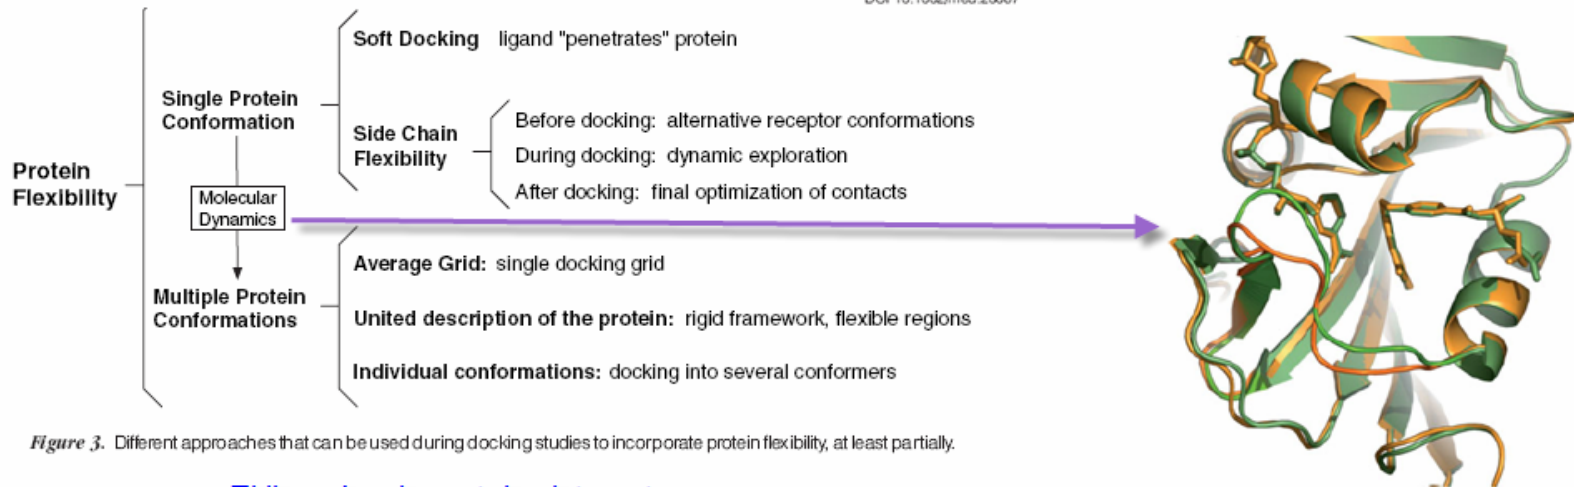 Soft Docking ligand "penetrates" protein
Single Protein
Conformation
Before docking: alternative receptor conformations
Side Chain
Flexibility
During docking: dynamic exploration
After docking: final optimization of contacts
Protein
Flexibility
Molecular
Dynamics
Average Grid: single docking grid
Multiple Protein
Conformations
United description of the protein: rigid framework, flexible regions
Individual conformations: docking into several conformers
Figure 3. Different approaches that can be used during docking studies to incorporate protein flexibility, at least partially.